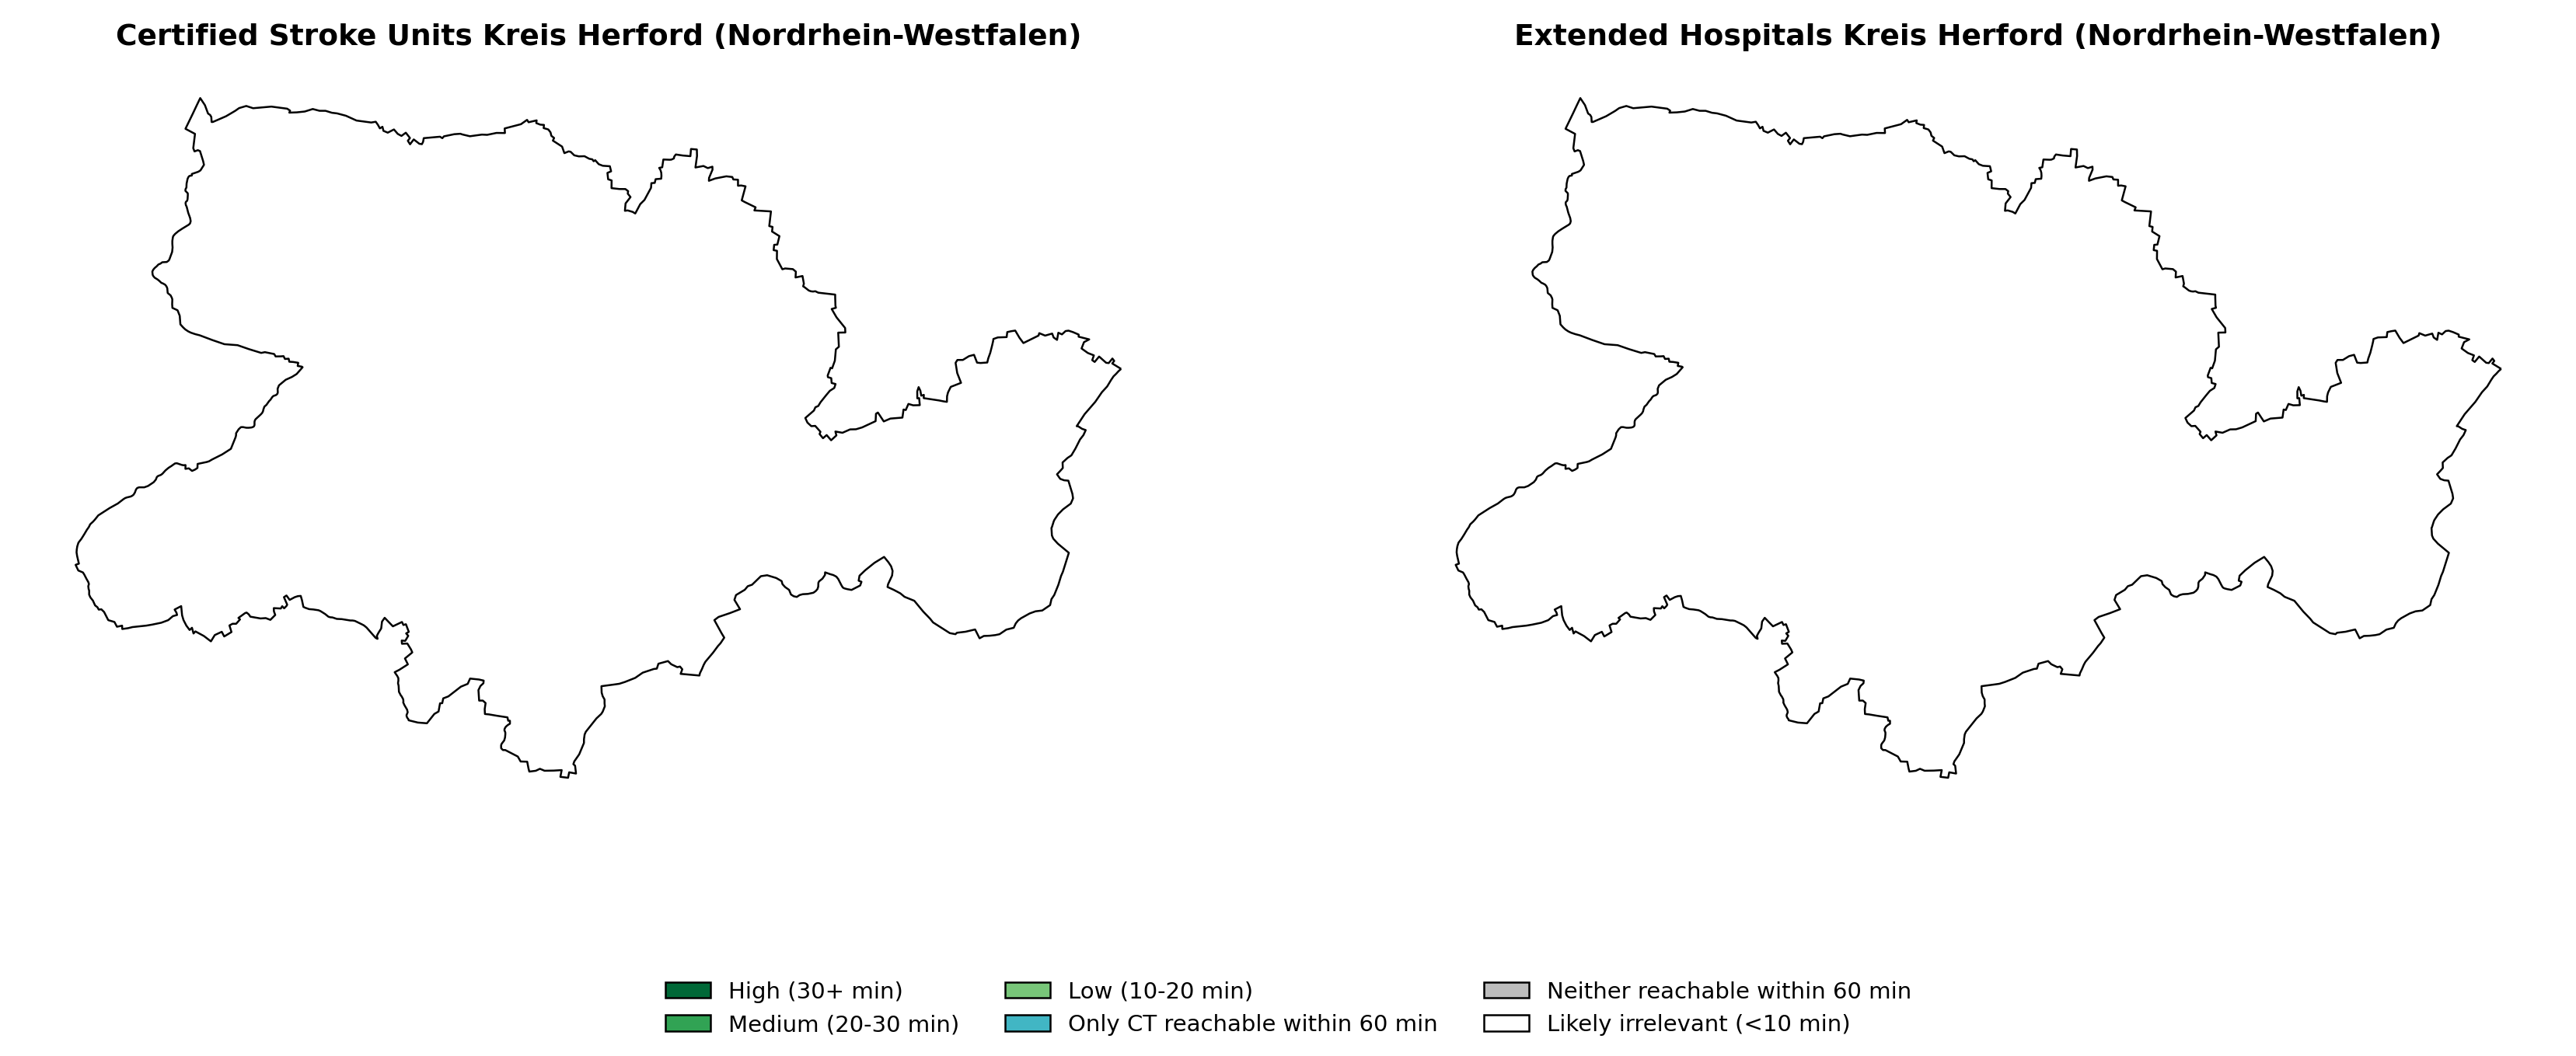 Certified Stroke Units Kreis Herford (Nordrhein-Westfalen)
Extended Hospitals Kreis Herford (Nordrhein-Westfalen)
High (30+ min)
Medium (20-30 min)
Low (10-20 min)
Only CT reachable within 60 min
Neither reachable within 60 min
Likely irrelevant (<10 min)